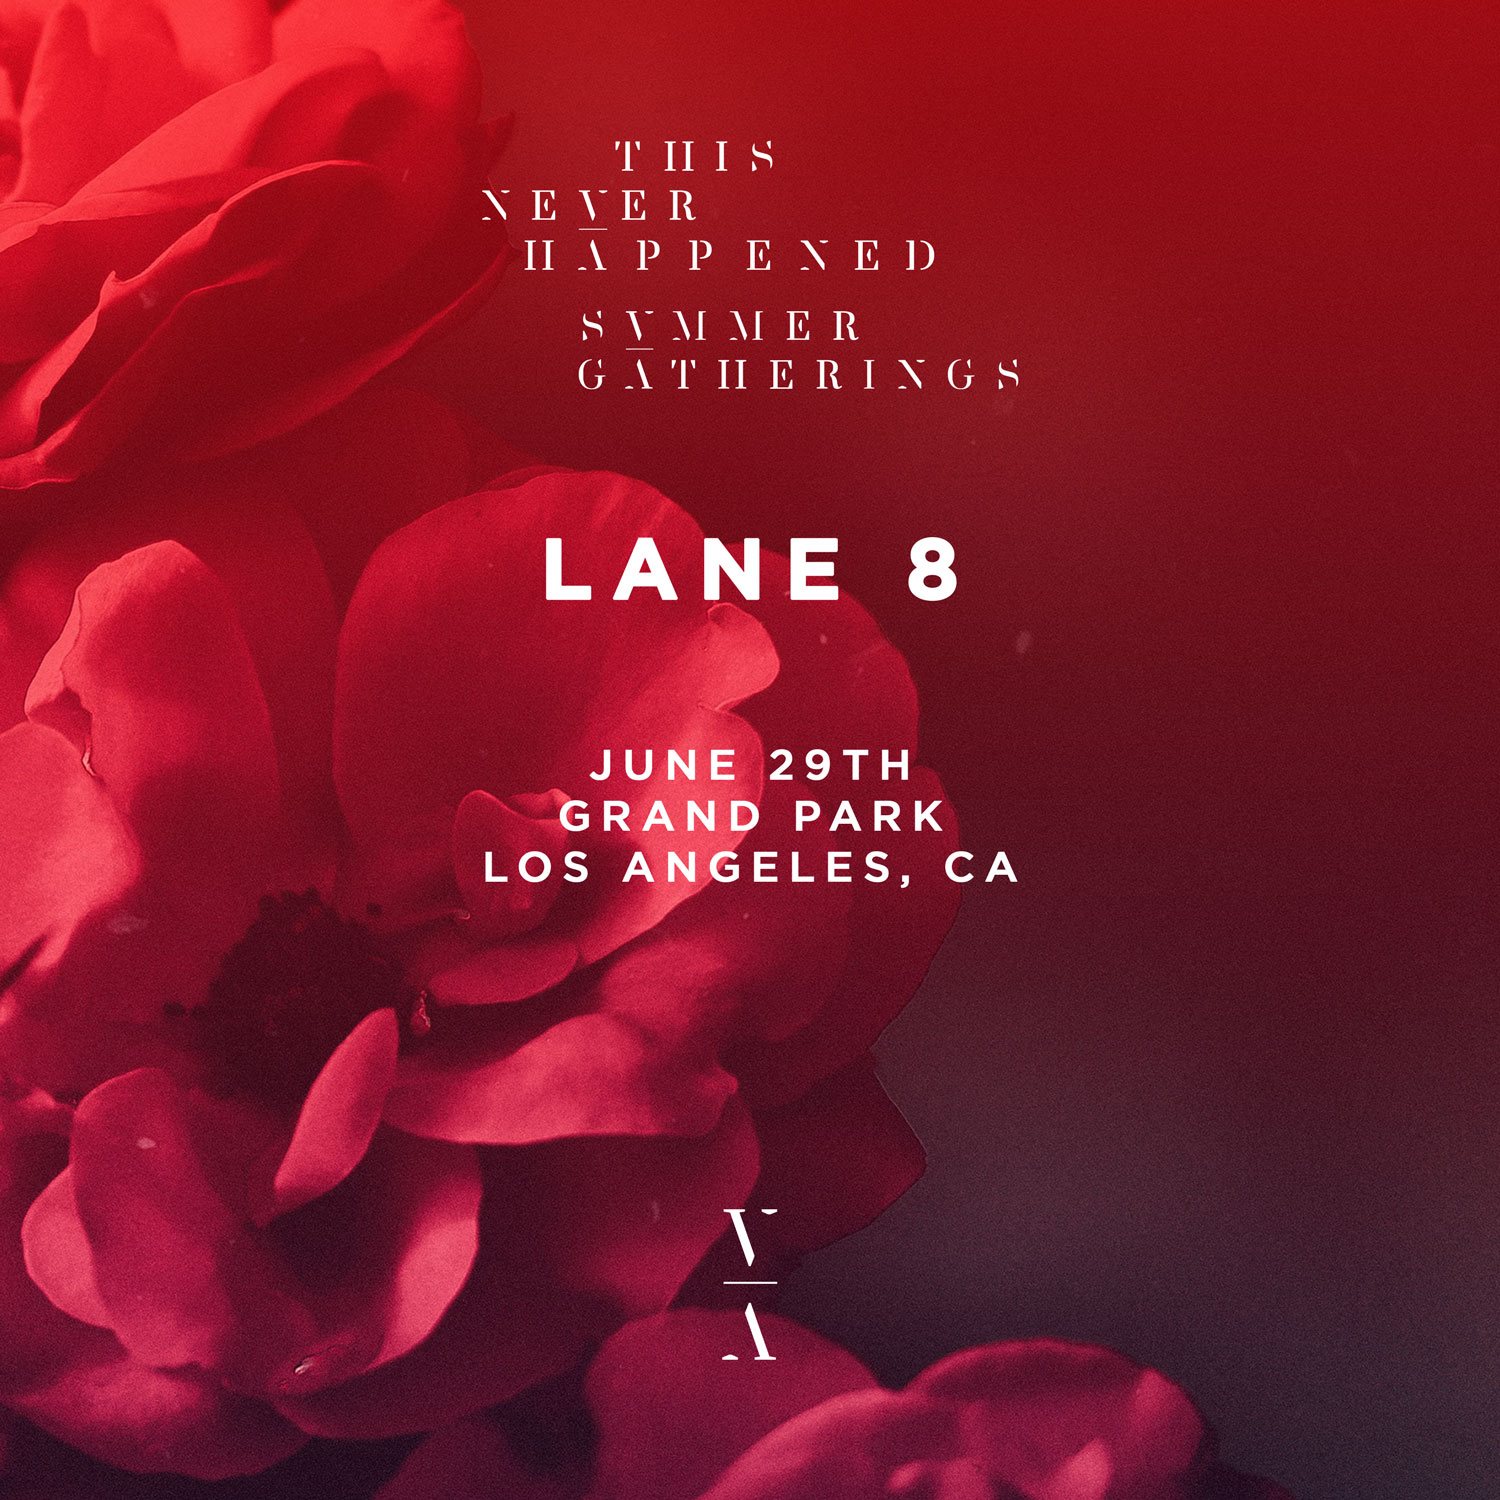 THIS
NEVER
HAPPENED
SVMMER
GATHERINGS
LANE 8
JUNE 29TH
GRAND PARK
LOS ANGELES, CA
V
A